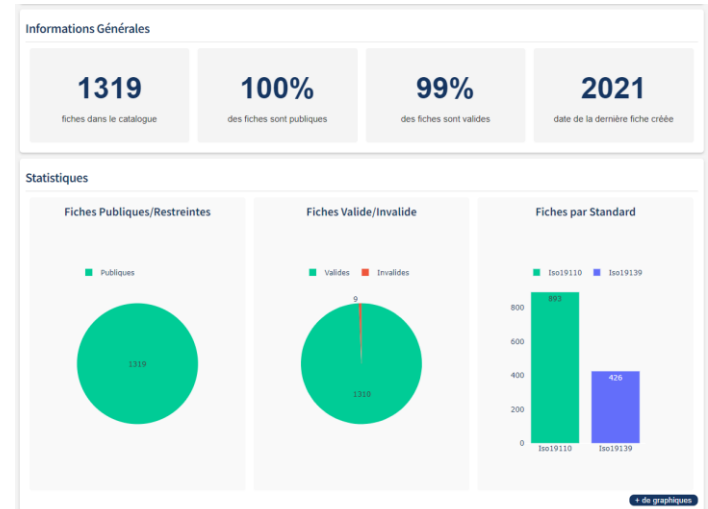 Informations Générales
1319
fiches dans le catalogue
100%
des fiches sont publiques
99%
des fiches sont valides
2021
date de la dernière fiche créée
Statistiques
Fiches Publiques/Restreintes
Publiques
1319
Fiches Valide/Invalide
Valides Invalides
9
1310
Fiches par Standard
Iso19110 Iso19139
893
800
600
400
426
200
0
Iso19110 Iso19139
+ de graphiques